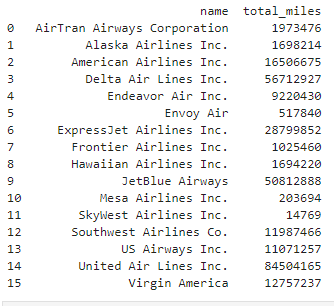 name total_miles
0 AirTran Airways Corporation 1973476
1 Alaska Airlines Inc. 1698214
2 American Airlines Inc. 16506675
3 Delta Air Lines Inc. 56712927
4 Endeavor Air Inc. 9220430
5 Envoy Air 517840
6 ExpressJet Airlines Inc. 28799852
7 Frontier Airlines Inc. 1025460
8 Hawaiian Airlines Inc. 1694220
9 JetBlue Airways 50812888
10 Mesa Airlines Inc. 203694
11 SkyWest Airlines Inc. 14769
12 Southwest Airlines Co. 11987466
13 US Airways Inc. 11071257
14 United Air Lines Inc. 84504165
15 Virgin America 12757237